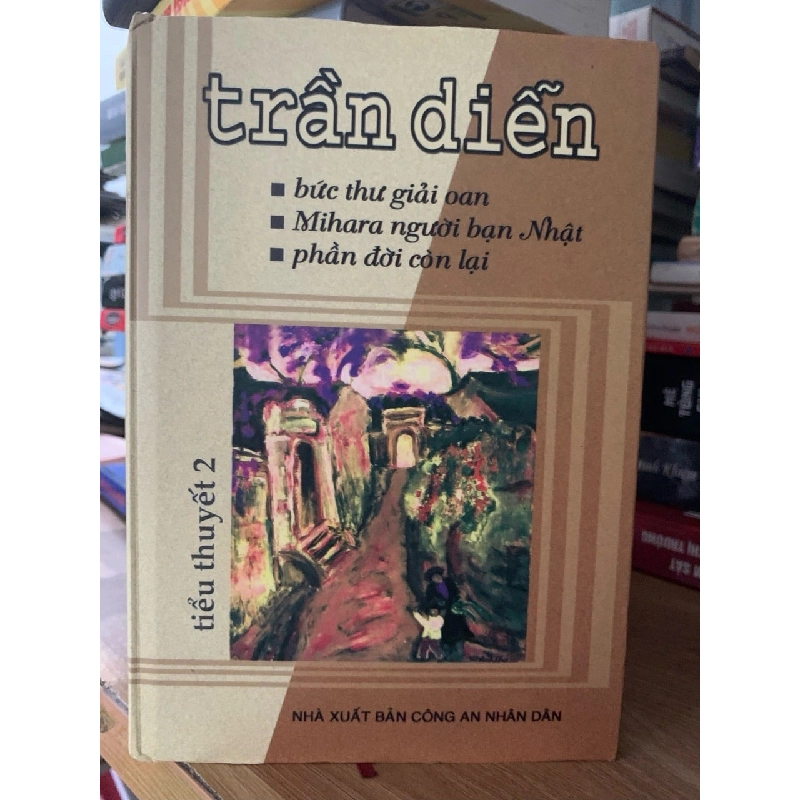 trần diễn
bức thư giải oan
Mihara người bạn Nhật
phần đời còn lại
tiểu thuyết 2
NHÀ XUẤT BẢN CÔNG AN NHÂN DÂN